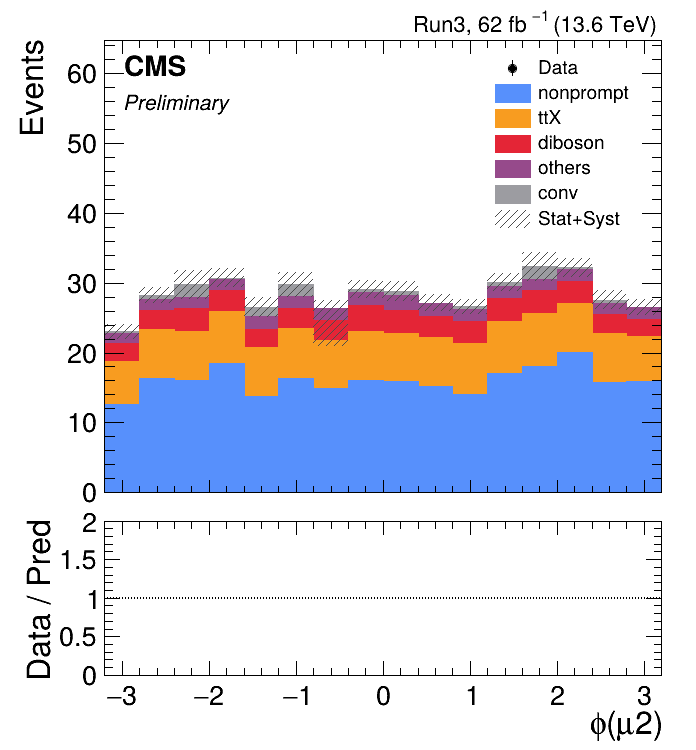 Run3, 62 fb⁻¹ (13.6 TeV)
CMS
Preliminary
Events
60
50
40
30
20
10
0
Data
nonprompt
ttX
diboson
others
conv
Stat+Syst
Data / Pred
2
1.5
1
0.5
0
−3 −2 −1 0 1 2 3
ϕ(μ2)